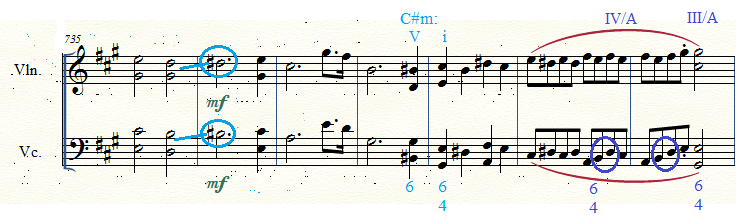 C#m: IV/A III/A
V i
735
Vln.
mf
Vc.
mf
6 6 6 6
4 4 4